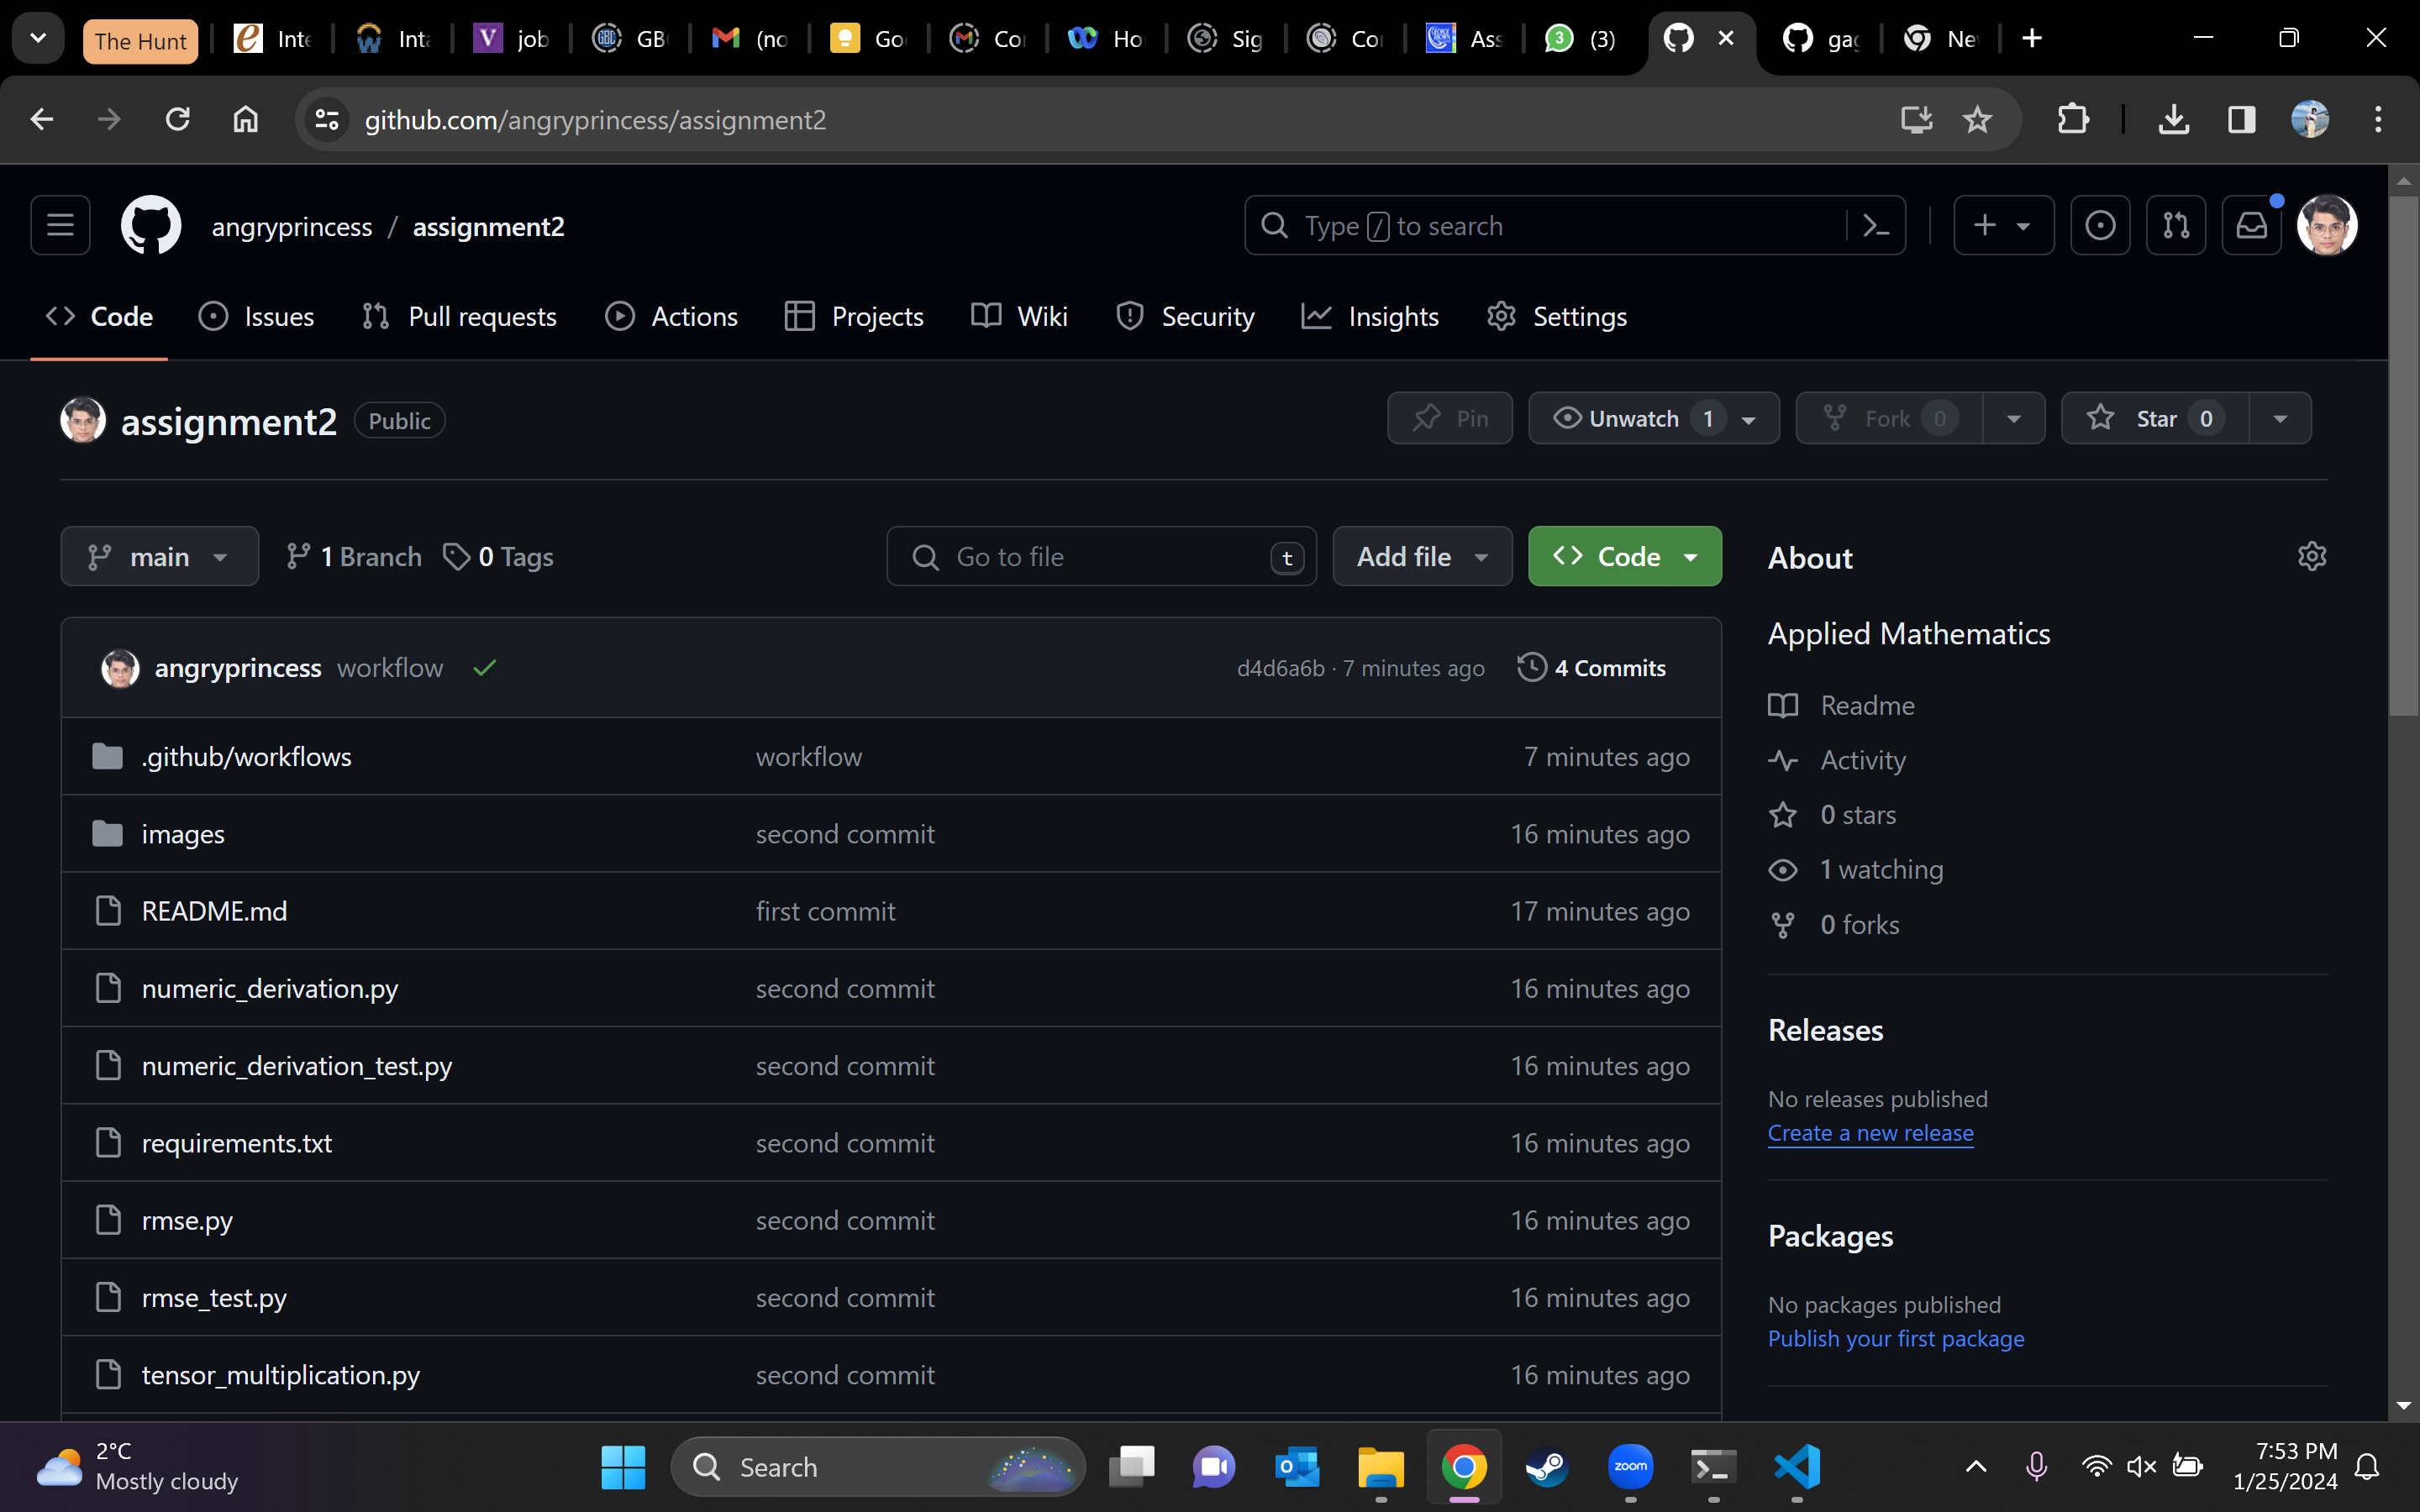 The Hunt Inte Inta job GB (no Go Cor Ho Sig Cor Ass (3) gag Ne
github.com/angryprincess/assignment2
angryprincess / assignment2 Type / to search
Code Issues Pull requests Actions Projects Wiki Security Insights Settings
assignment2 Public Pin Unwatch 1 Fork 0 Star 0
main 1 Branch 0 Tags Go to file t Add file Code About
Applied Mathematics
angryprincess workflow d4d6a6b · 7 minutes ago 4 Commits
Readme
.github/workflows workflow 7 minutes ago
Activity
images second commit 16 minutes ago
0 stars
1 watching
README.md first commit 17 minutes ago
0 forks
numeric_derivation.py second commit 16 minutes ago
Releases
numeric_derivation_test.py second commit 16 minutes ago
No releases published
Create a new release
requirements.txt second commit 16 minutes ago
rmse.py second commit 16 minutes ago
Packages
rmse_test.py second commit 16 minutes ago
No packages published
Publish your first package
tensor_multiplication.py second commit 16 minutes ago
2°C
Mostly cloudy
Search
zoom
7:53 PM
1/25/2024